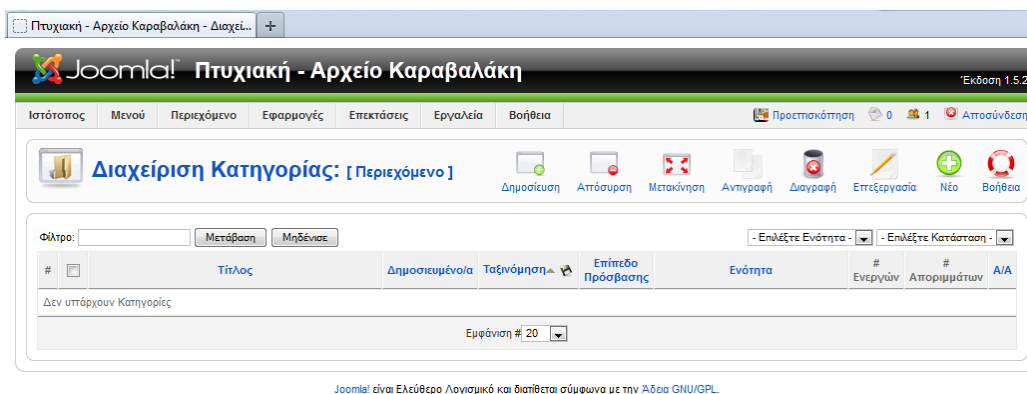 Πτυχιακή - Αρχείο Καραβαλάκη - Διαχεί... +
Joomla! Πτυχιακή - Αρχείο Καραβαλάκη
Έκδοση 1.5.2
Ιστότοπος Μενού Περιεχόμενο Εφαρμογές Επεκτάσεις Εργαλεία Βοήθεια Προεπισκόπηση 0 1 Αποσύνδεση
Διαχείριση Κατηγορίας: [ Περιεχόμενο ]
Δημοσίευση Απόσυρση Μετακίνηση Αντιγραφή Διαγραφή Επεξεργασία Νέο Βοήθεια
Φίλτρο: Μετάβαση Μηδένισε - Επιλέξτε Ενότητα - - Επιλέξτε Κατάσταση -
# Τίτλος Δημοσιευμένο/α Ταξινόμηση Επίπεδο Πρόσβασης Ενότητα # Ενεργών # Απορριμμάτων Α/Α
Δεν υπάρχουν Κατηγορίες
Εμφάνιση # 20
Joomla! είναι Ελεύθερο Λογισμικό και διατίθεται σύμφωνα με την Άδεια GNU/GPL.